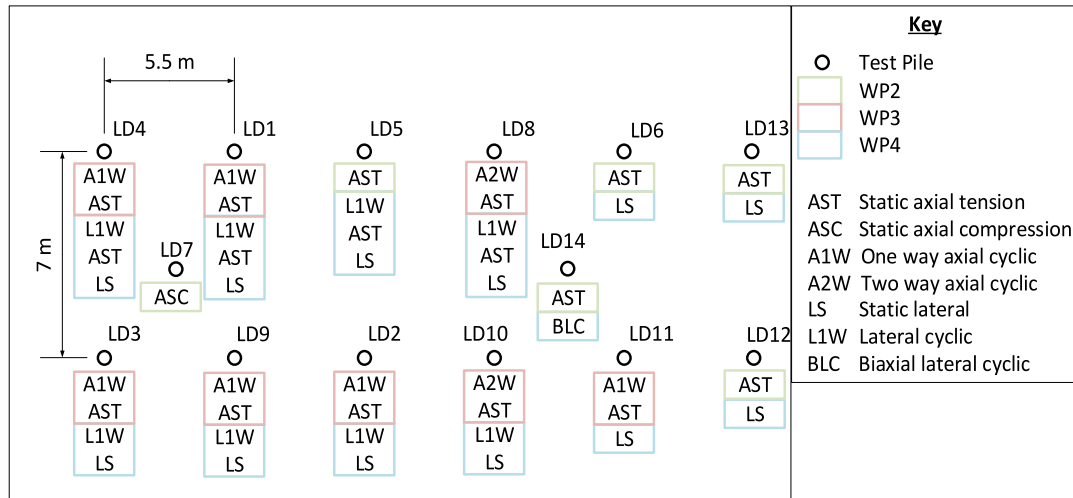 5.5 m
7 m
LD4
A1W
AST
L1W
AST
LS
LD1
A1W
AST
L1W
AST
LS
LD5
AST
L1W
AST
LS
LD8
A2W
AST
L1W
AST
LS
LD6
AST
LS
LD13
AST
LS
LD7
ASC
LD14
AST
BLC
LD3
A1W
AST
L1W
LS
LD9
A1W
AST
L1W
LS
LD2
A1W
AST
L1W
LS
LD10
A2W
AST
L1W
LS
LD11
A1W
AST
LS
LD12
AST
LS
Key
Test Pile
WP2
WP3
WP4
AST Static axial tension
ASC Static axial compression
A1W One way axial cyclic
A2W Two way axial cyclic
LS Static lateral
L1W Lateral cyclic
BLC Biaxial lateral cyclic